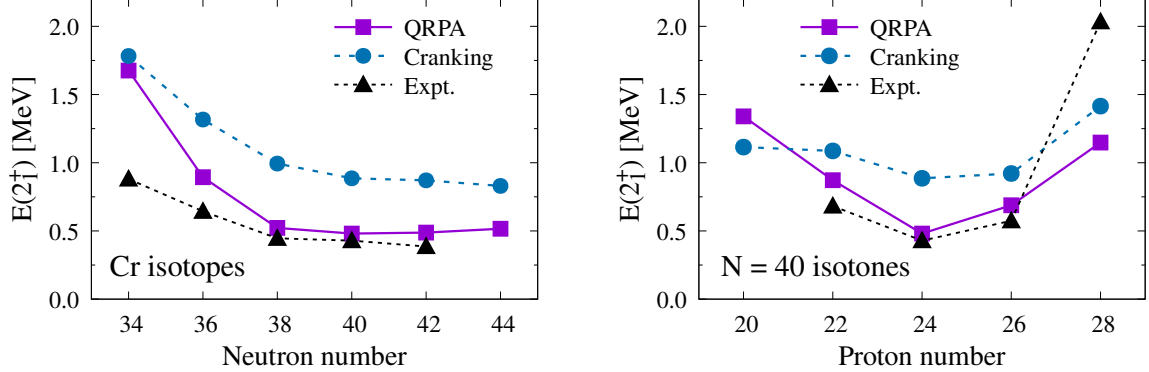 2.0
1.5
1.0
0.5
0.0
E(2₁⁺) [MeV]
QRPA
Cranking
Expt.
Cr isotopes
34 36 38 40 42 44
Neutron number
2.0
1.5
1.0
0.5
0.0
E(2₁⁺) [MeV]
QRPA
Cranking
Expt.
N = 40 isotones
20 22 24 26 28
Proton number